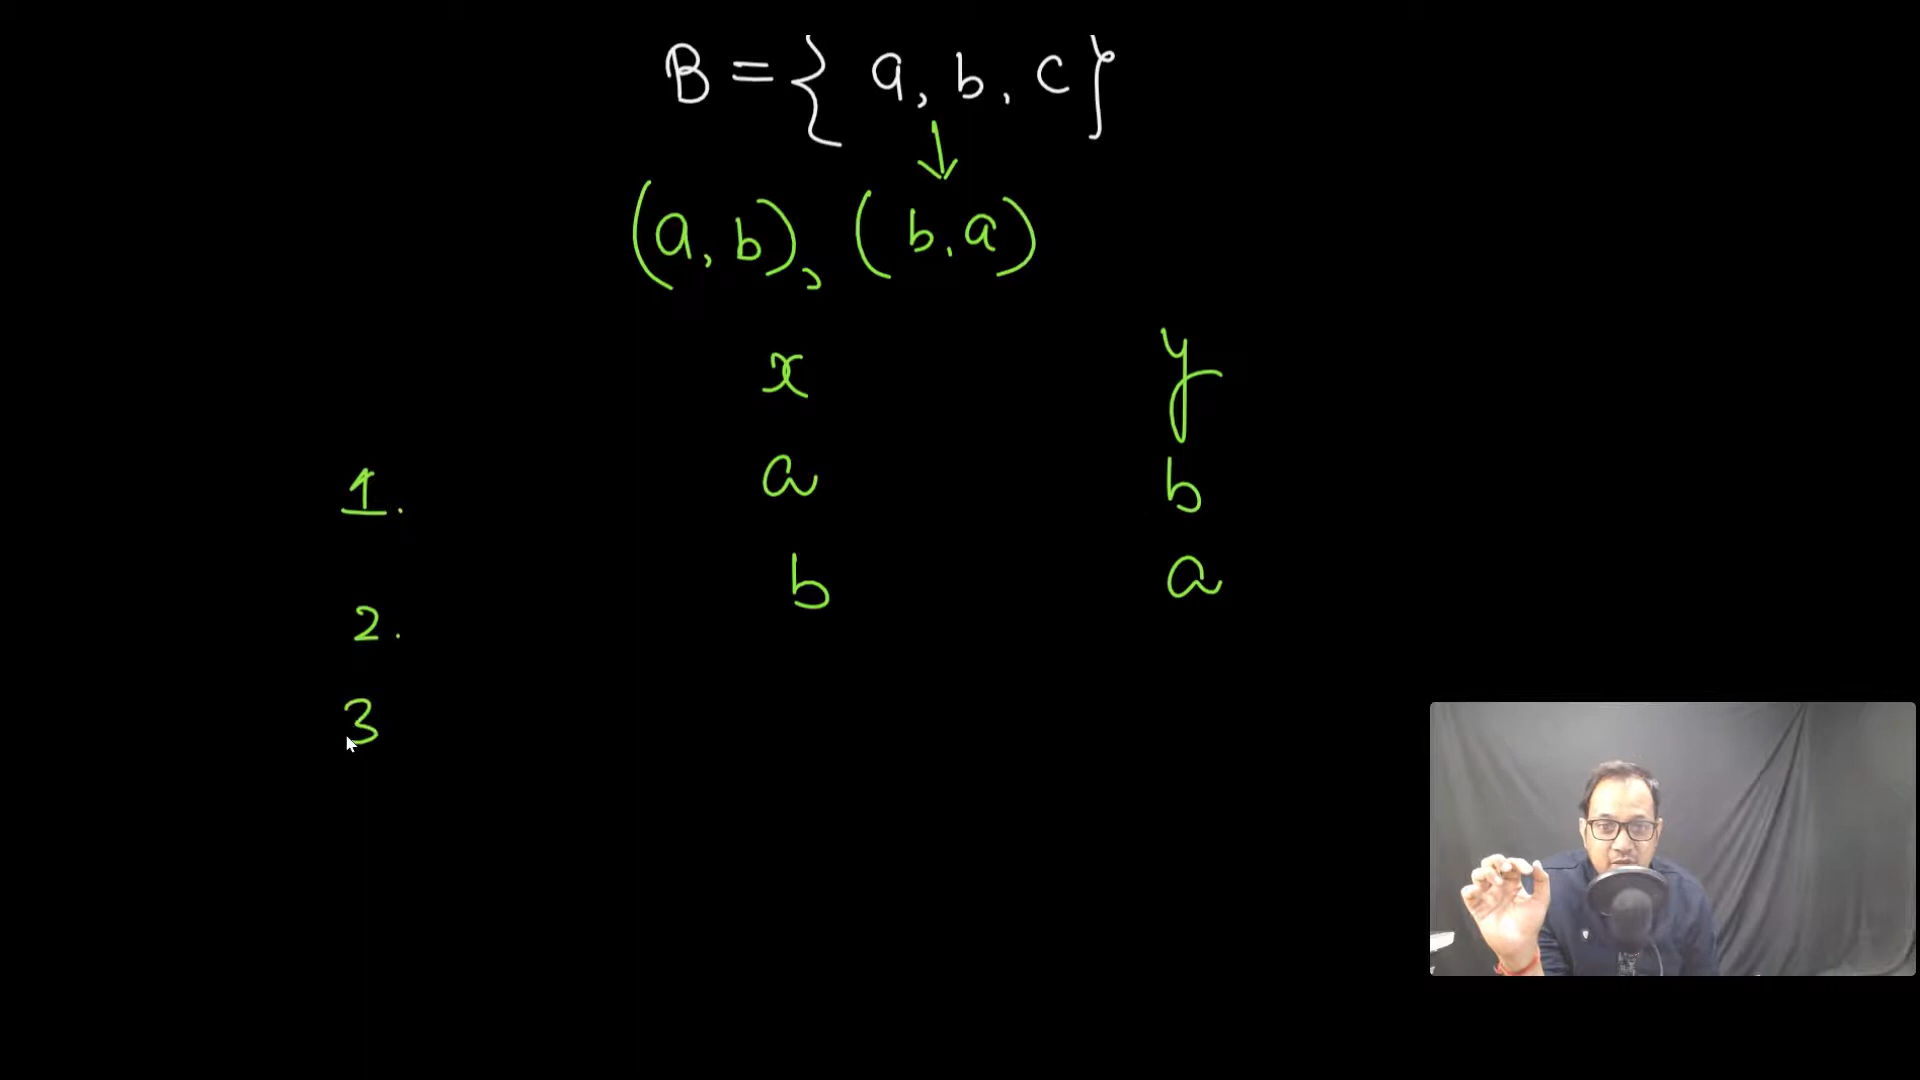 B = { a, b, c }
(a, b), (b, a)
x y
1. a b
2. b a
3